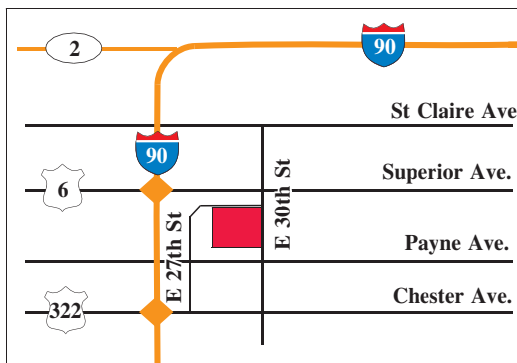 2
90
St Claire Ave
90
Superior Ave.
6
E 27th St
E 30th St
Payne Ave.
Chester Ave.
322